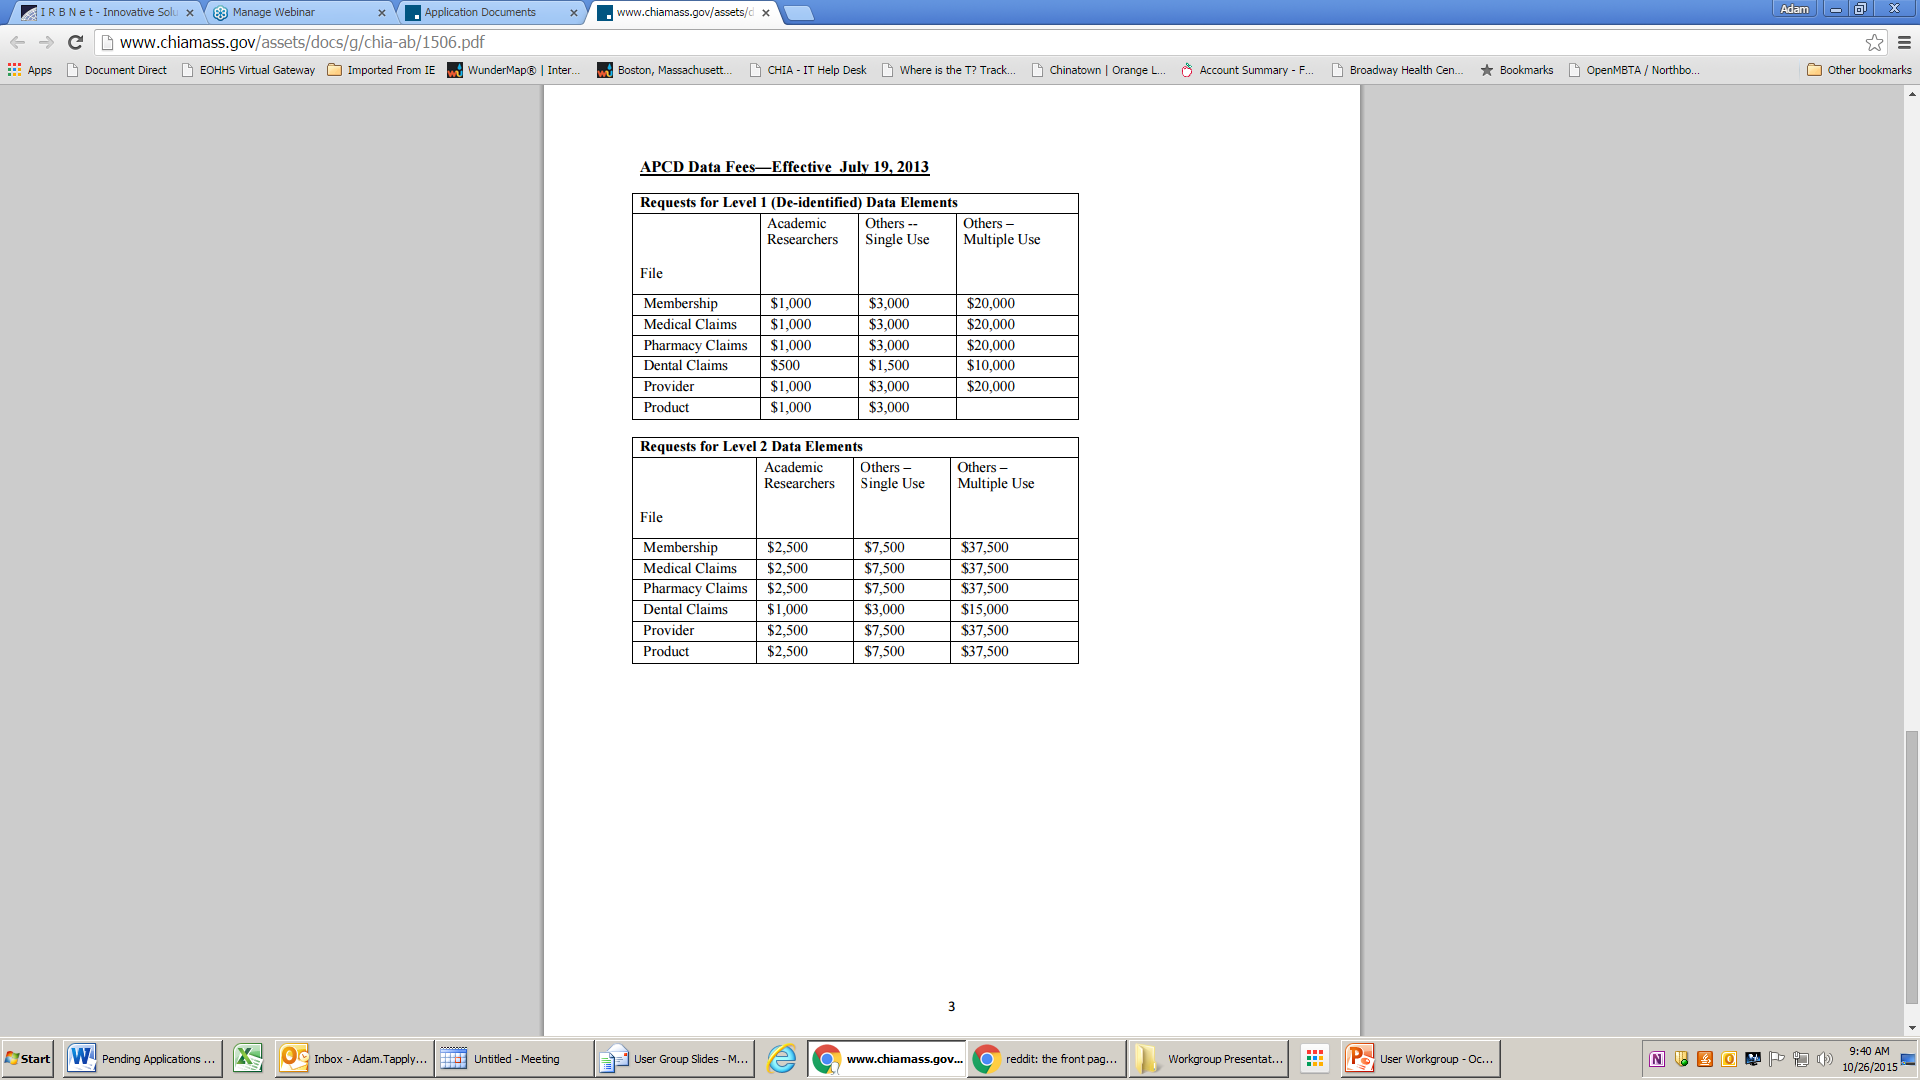 I R B N e t - Innovative Solu
Manage Webinar
Application Documents
www.chiamass.gov/assets/d
Adam
www.chiamass.gov/assets/docs/g/chia-ab/1506.pdf
Apps
Document Direct
EOHHS Virtual Gateway
Imported From IE
WunderMap® | Inter...
Boston, Massachusett...
CHIA - IT Help Desk
Where is the T? Track...
Chinatown | Orange L...
Account Summary - F...
Broadway Health Cen...
Bookmarks
OpenMBTA / Northbo...
Other bookmarks
APCD Data Fees—Effective July 19, 2013
Requests for Level 1 (De-identified) Data Elements
File Academic Researchers Others -- Single Use Others – Multiple Use
Membership $1,000 $3,000 $20,000
Medical Claims $1,000 $3,000 $20,000
Pharmacy Claims $1,000 $3,000 $20,000
Dental Claims $500 $1,500 $10,000
Provider $1,000 $3,000 $20,000
Product $1,000 $3,000
Requests for Level 2 Data Elements
File Academic Researchers Others – Single Use Others – Multiple Use
Membership $2,500 $7,500 $37,500
Medical Claims $2,500 $7,500 $37,500
Pharmacy Claims $2,500 $7,500 $37,500
Dental Claims $1,000 $3,000 $15,000
Provider $2,500 $7,500 $37,500
Product $2,500 $7,500 $37,500
3
Start
Pending Applications ...
Inbox - Adam.Tapply...
Untitled - Meeting
User Group Slides - M...
www.chiamass.gov...
reddit: the front pag...
Workgroup Presentat...
User Workgroup - Oc...
9:40 AM
10/26/2015